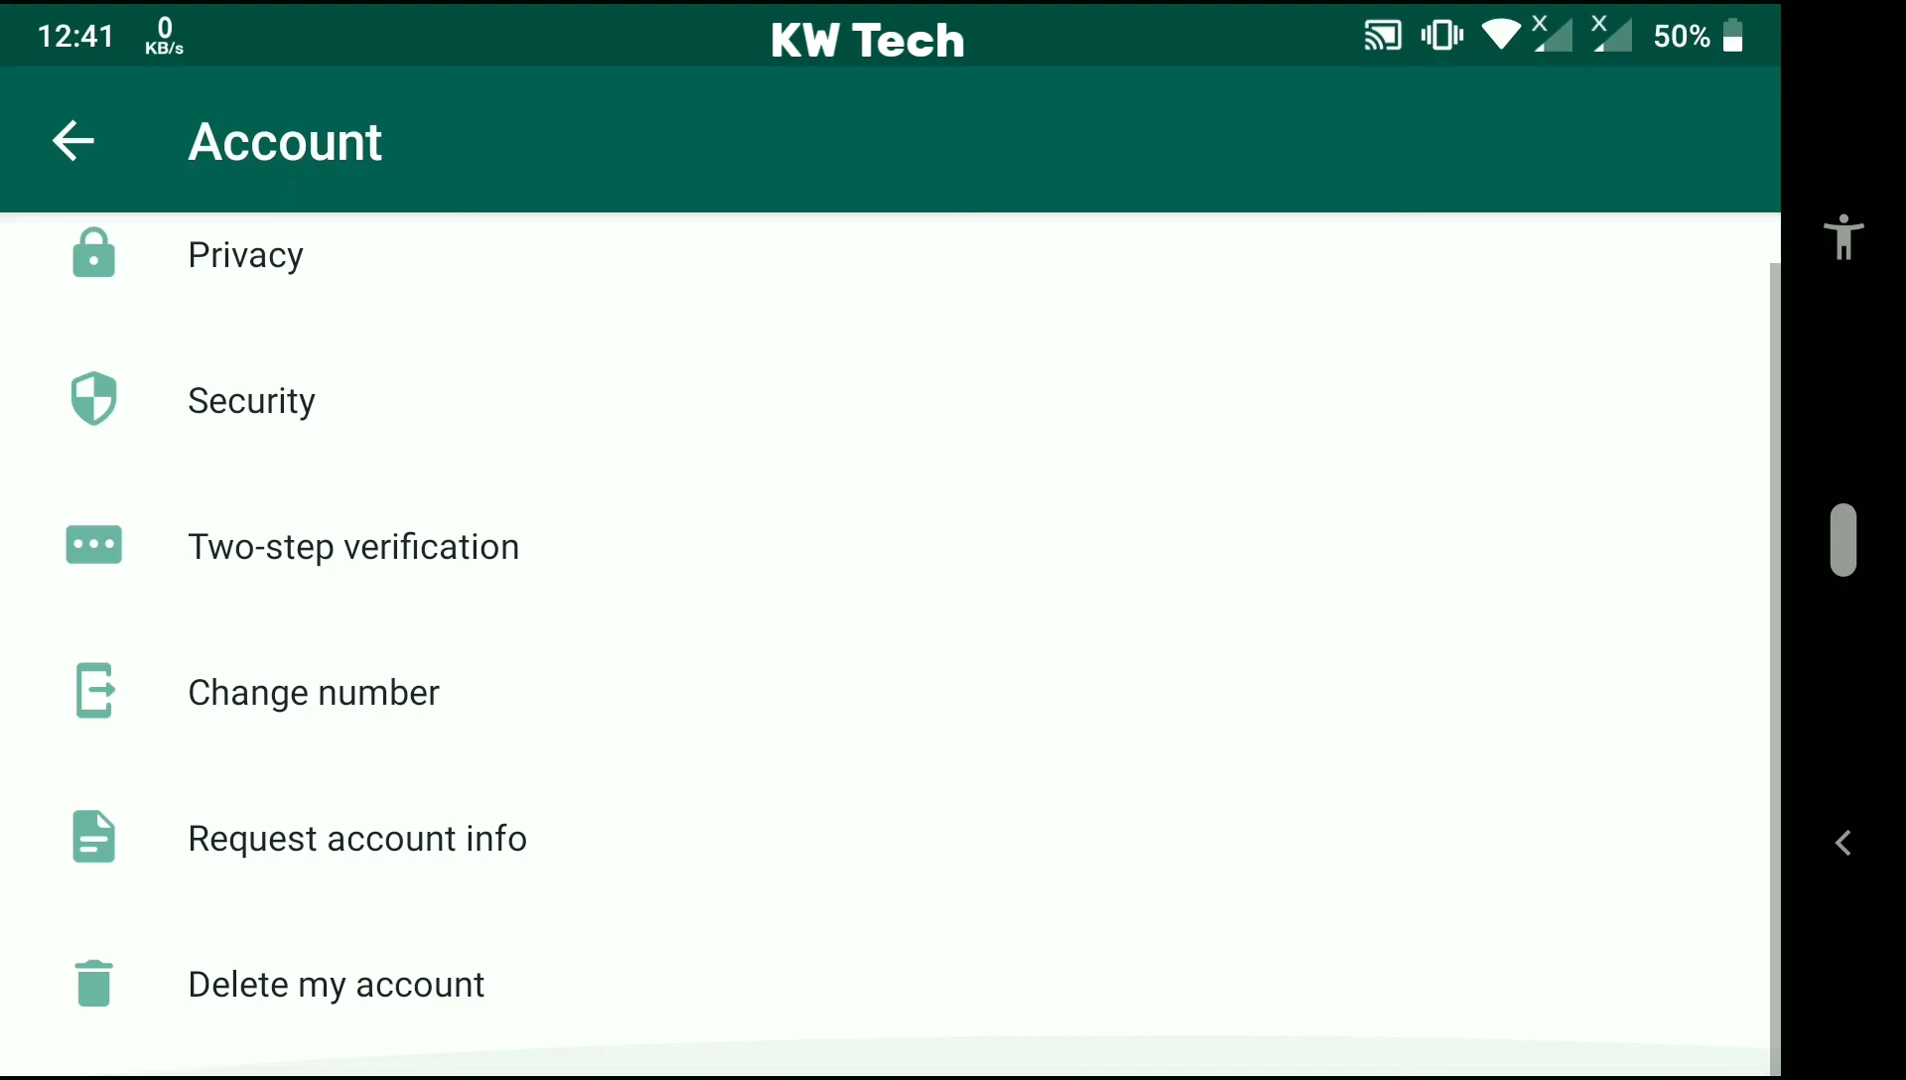 12:41 0 KB/s KW Tech X X 50%
Account
Privacy
Security
Two-step verification
Change number
Request account info
Delete my account